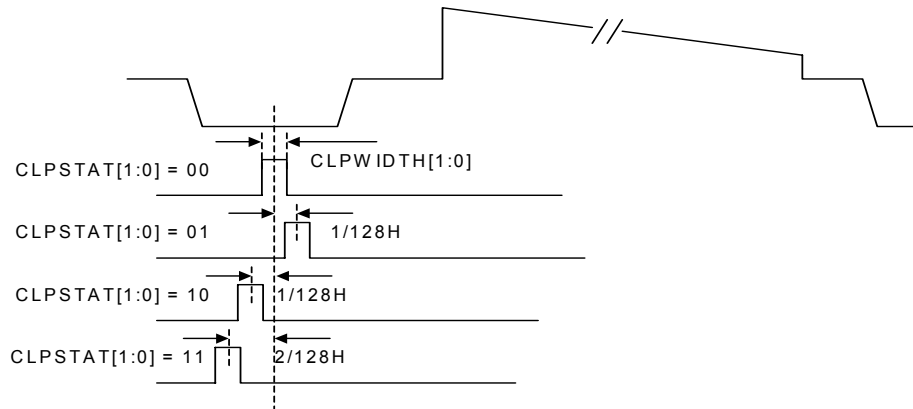 CLPSTAT[1:0] = 00
CLPWIDTH[1:0]
CLPSTAT[1:0] = 01
1/128H
CLPSTAT[1:0] = 10
1/128H
CLPSTAT[1:0] = 11
2/128H